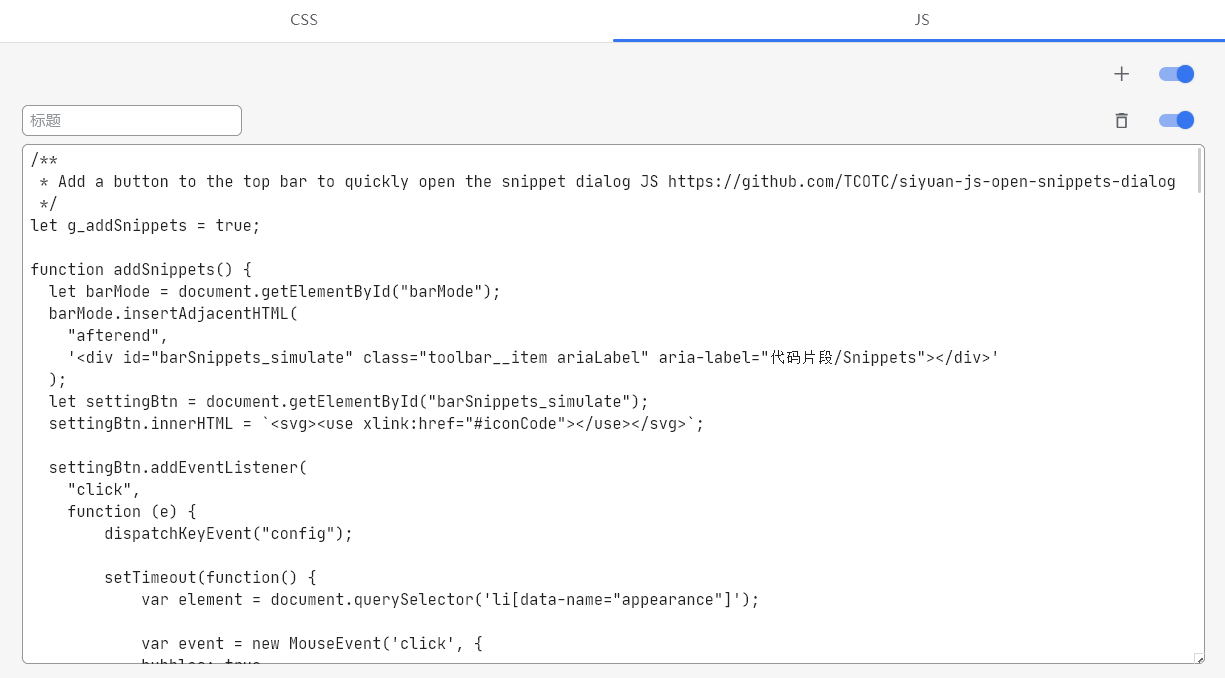 CSS
JS
标题
/**
 * Add a button to the top bar to quickly open the snippet dialog JS https://github.com/TCOTC/siyuan-js-open-snippets-dialog
 */
let g_addSnippets = true;

function addSnippets() {
  let barMode = document.getElementById("barMode");
  barMode.insertAdjacentHTML(
    "afterend",
    '<div id="barSnippets_simulate" class="toolbar__item ariaLabel" aria-label="代码片段/Snippets"></div>'
  );
  let settingBtn = document.getElementById("barSnippets_simulate");
  settingBtn.innerHTML = `<svg><use xlink:href="#iconCode"></use></svg>`;

  settingBtn.addEventListener(
    "click",
    function (e) {
        dispatchKeyEvent("config");

        setTimeout(function() {
            var element = document.querySelector('li[data-name="appearance"]');

            var event = new MouseEvent('click', {
            bubbles: true